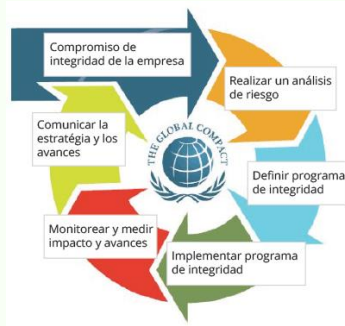 Compromiso de
integridad de la empresa
Realizar un análisis
de riesgo
Definir programa
de integridad
Implementar programa
de integridad
Monitorear y medir
impacto y avances
Comunicar la
estratégia y los
avances
THE GLOBAL COMPACT